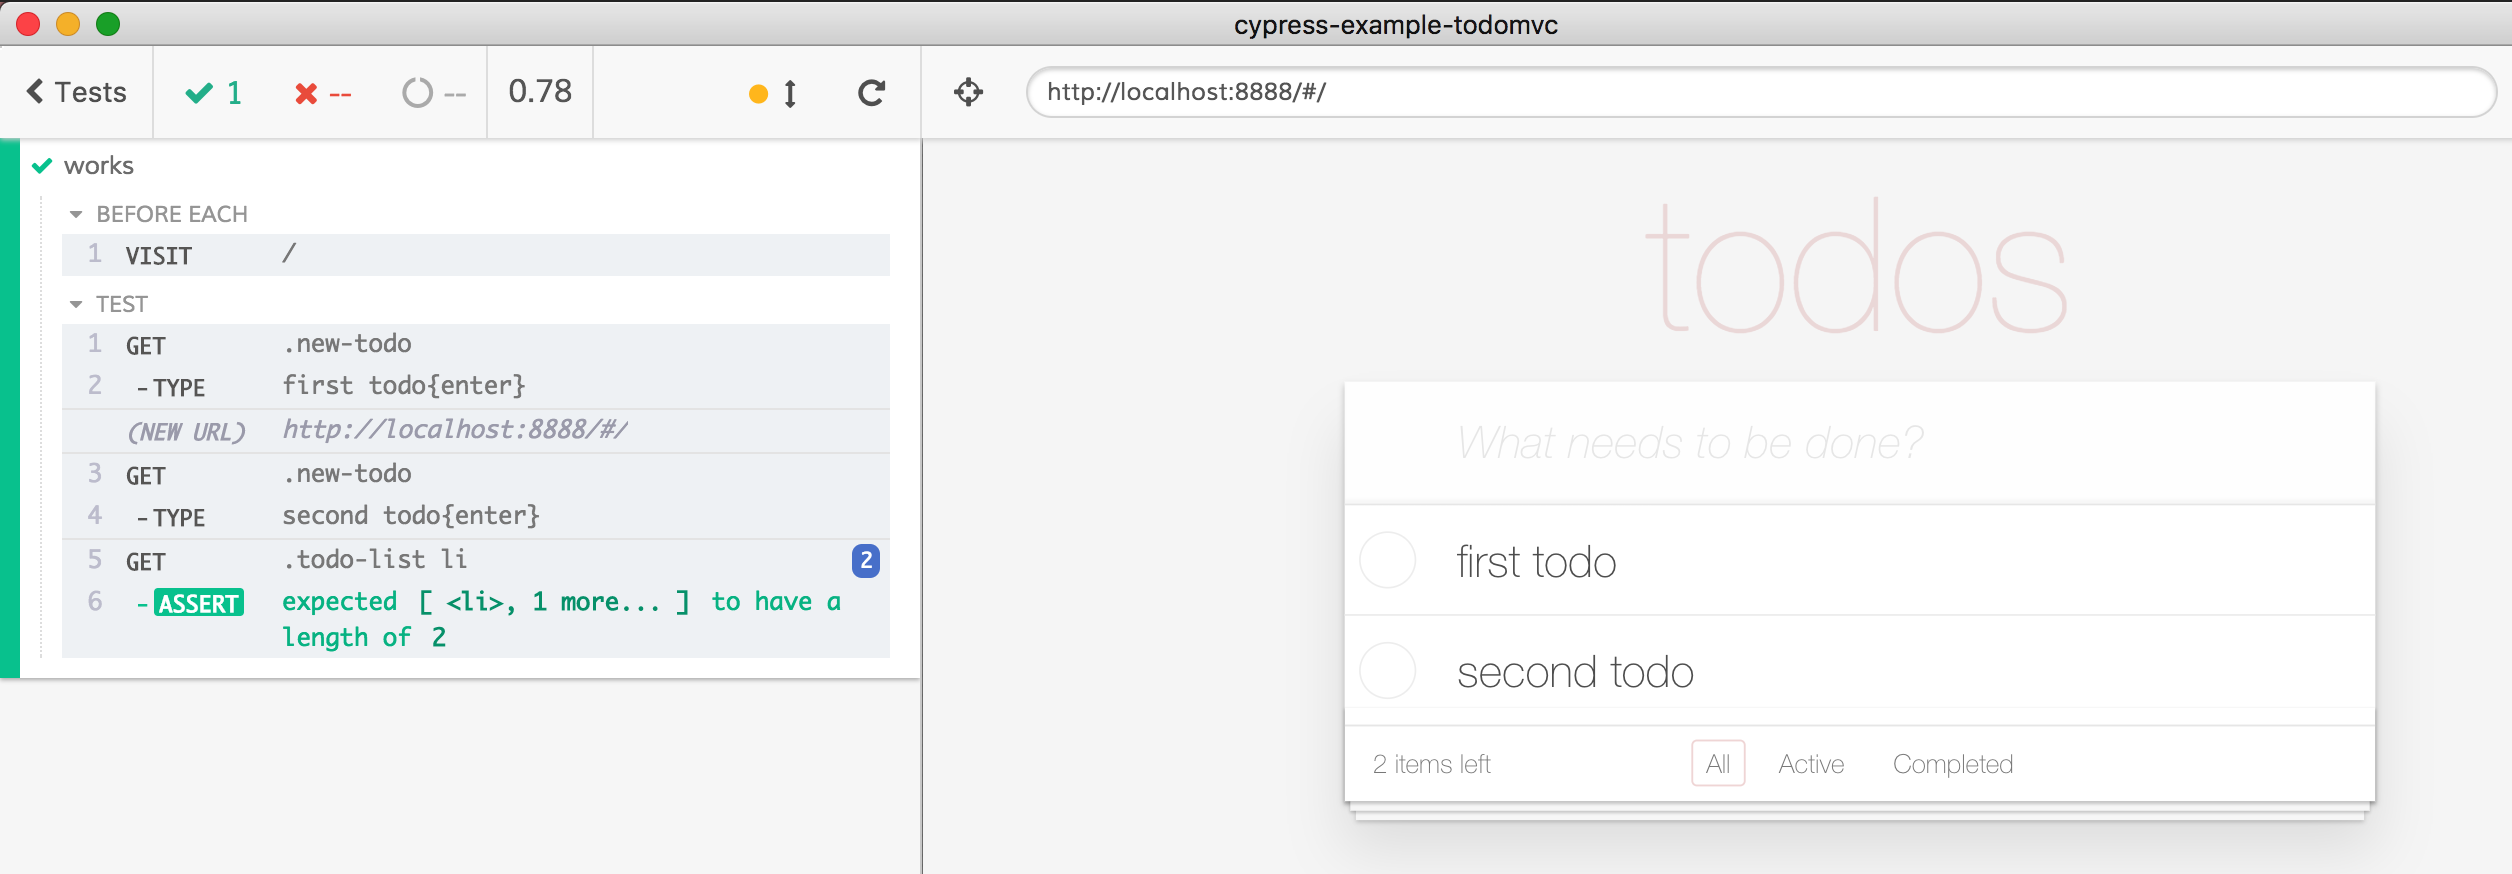 cypress-example-todomvc
Tests 1 -- -- 0.78
http://localhost:8888/#/
works
BEFORE EACH
1 VISIT /
TEST
1 GET .new-todo
2 -TYPE first todo{enter}
(NEW URL) http://localhost:8888/#/
3 GET .new-todo
4 -TYPE second todo{enter}
5 GET .todo-list li 2
6 -ASSERT expected [ <li>, 1 more... ] to have a
length of 2
todos
What needs to be done?
first todo
second todo
2 items left All Active Completed